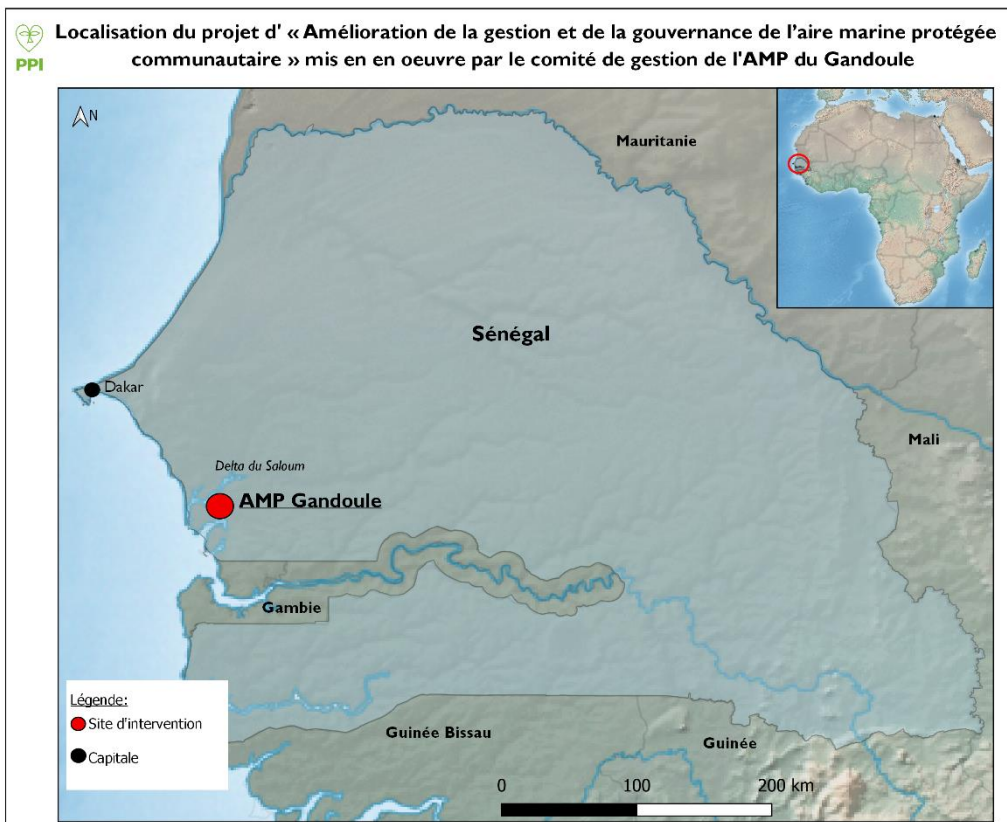 PPI
Localisation du projet d' « Amélioration de la gestion et de la gouvernance de l'aire marine protégée
communautaire » mis en en oeuvre par le comité de gestion de l'AMP du Gandoule
N
Mauritanie
Sénégal
Dakar
Mali
Delta du Saloum
AMP Gandoule
Gambie
Légende:
Site d'intervention
Capitale
Guinée Bissau
Guinée
0 100 200 km